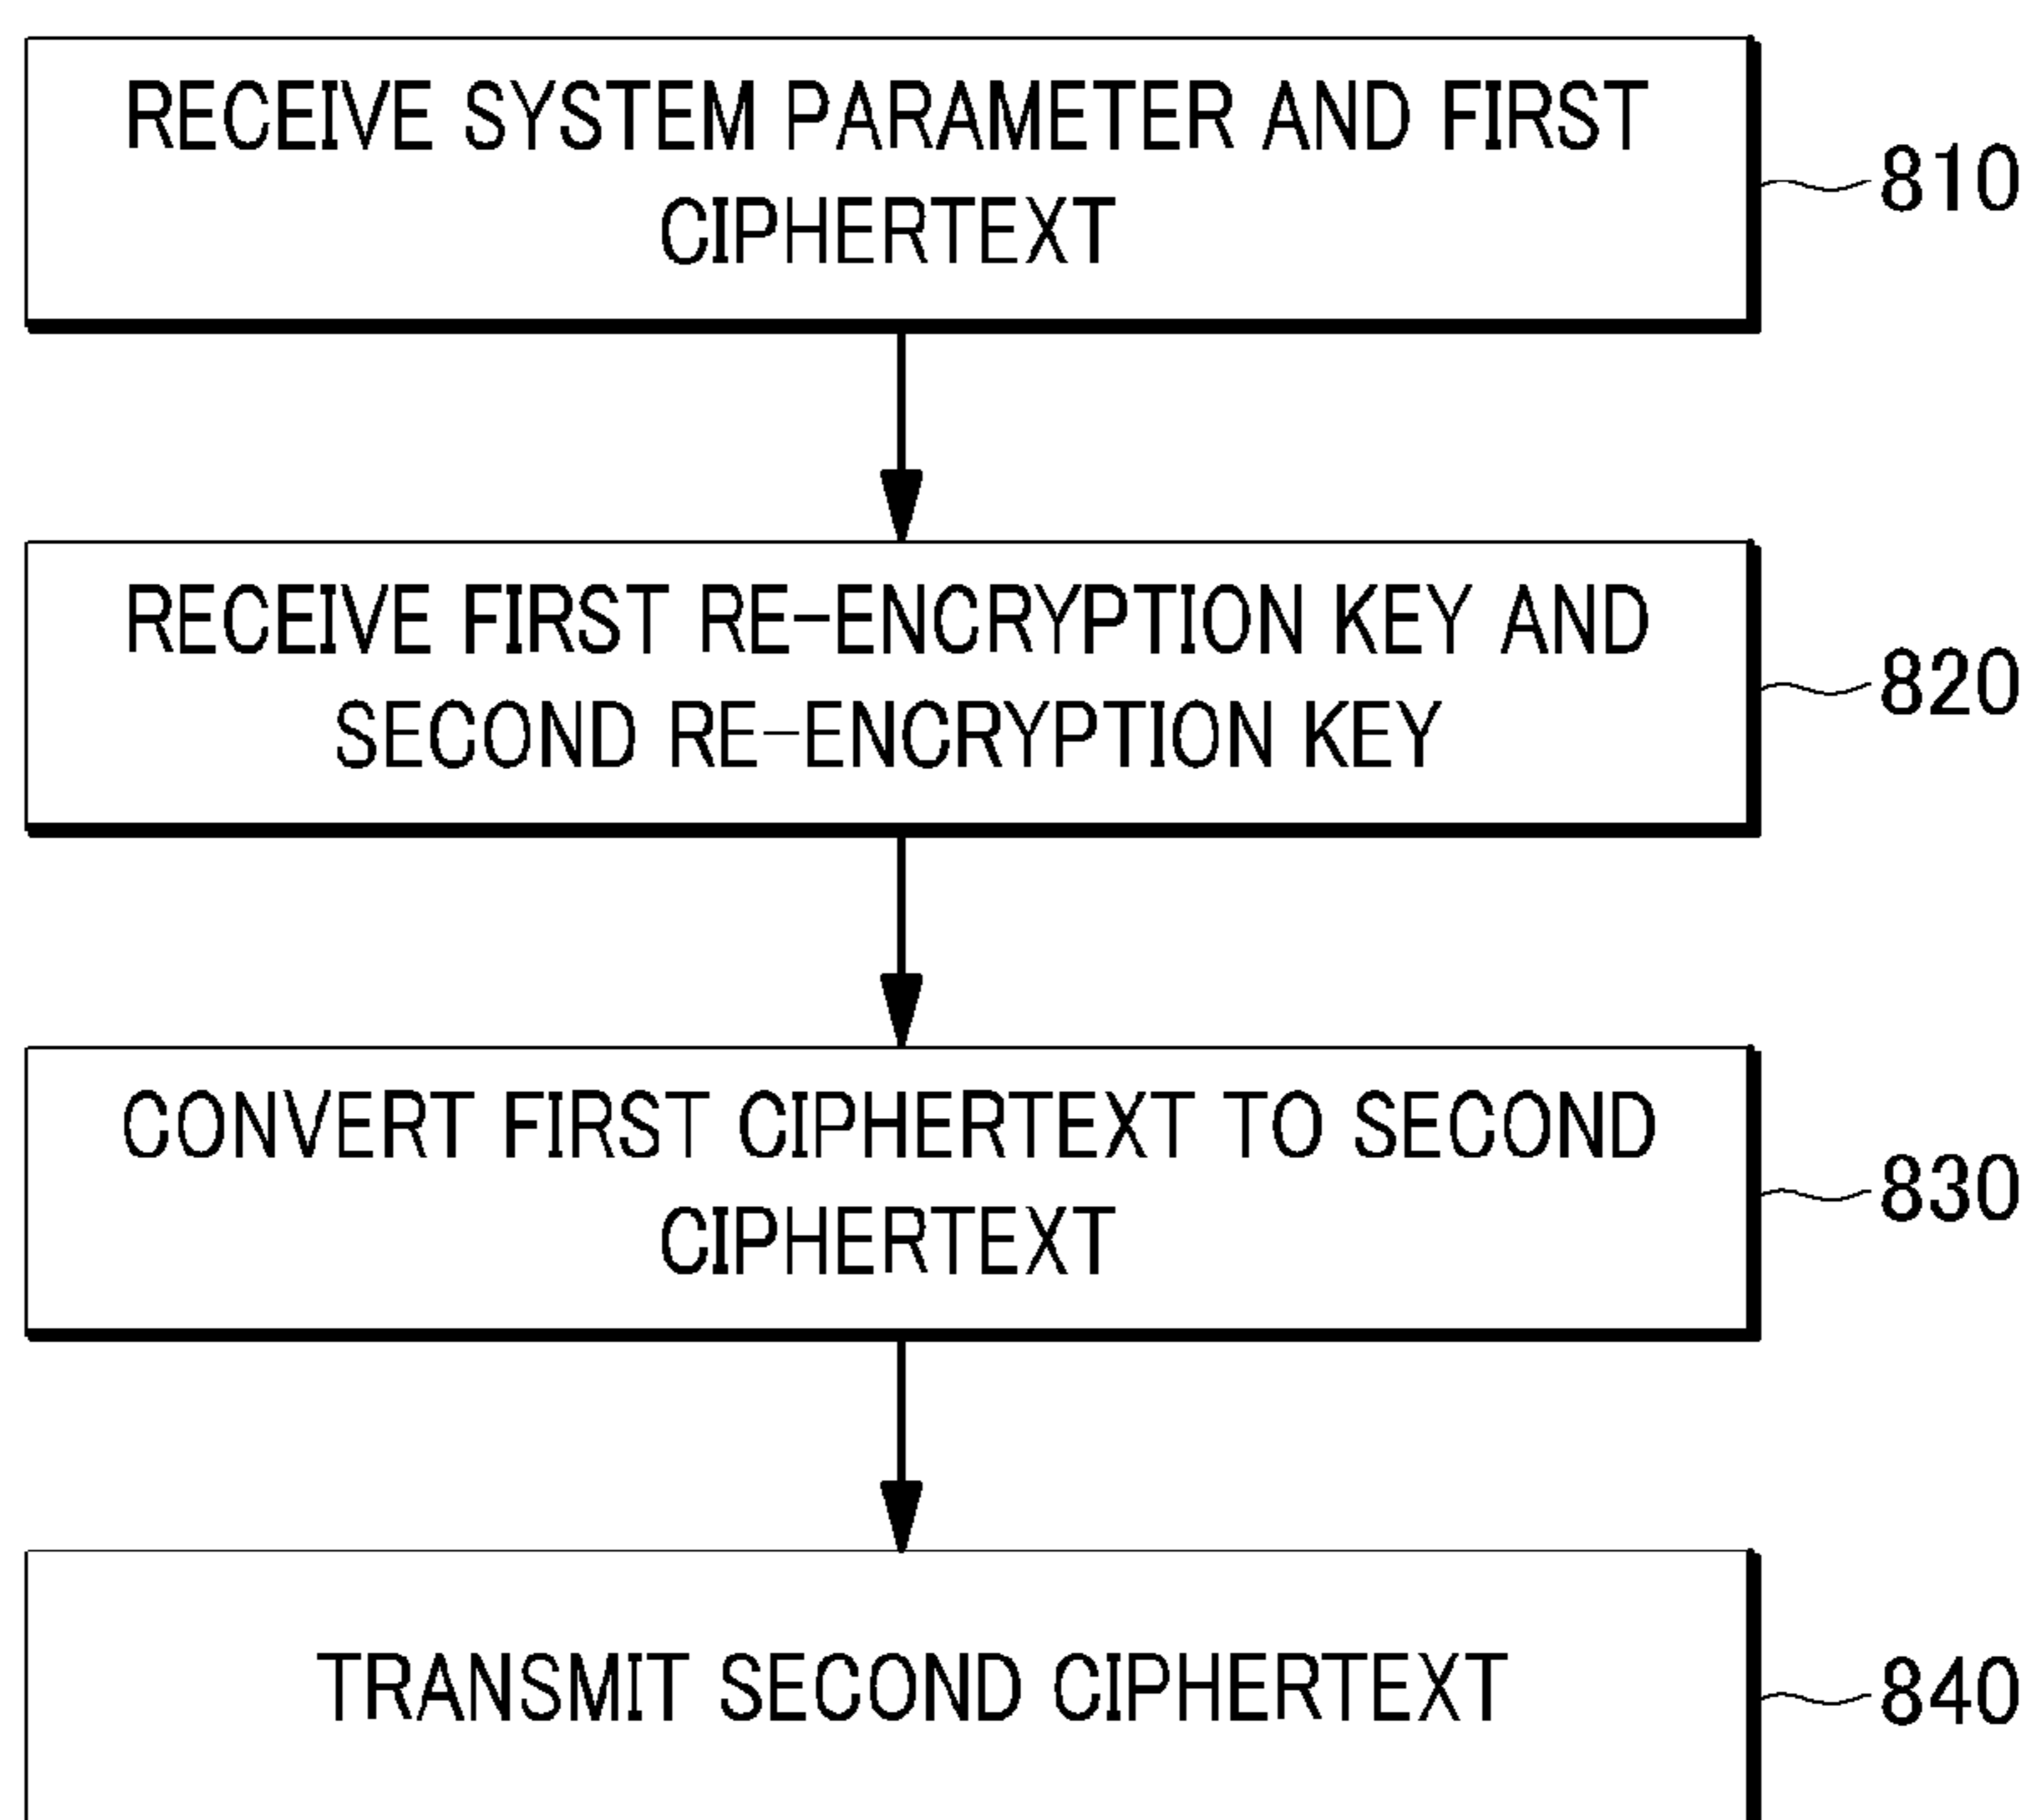 RECEIVE SYSTEM PARAMETER AND FIRST
CIPHERTEXT
810
RECEIVE FIRST RE-ENCRYPTION KEY AND
SECOND RE-ENCRYPTION KEY
820
CONVERT FIRST CIPHERTEXT TO SECOND
CIPHERTEXT
830
TRANSMIT SECOND CIPHERTEXT
840